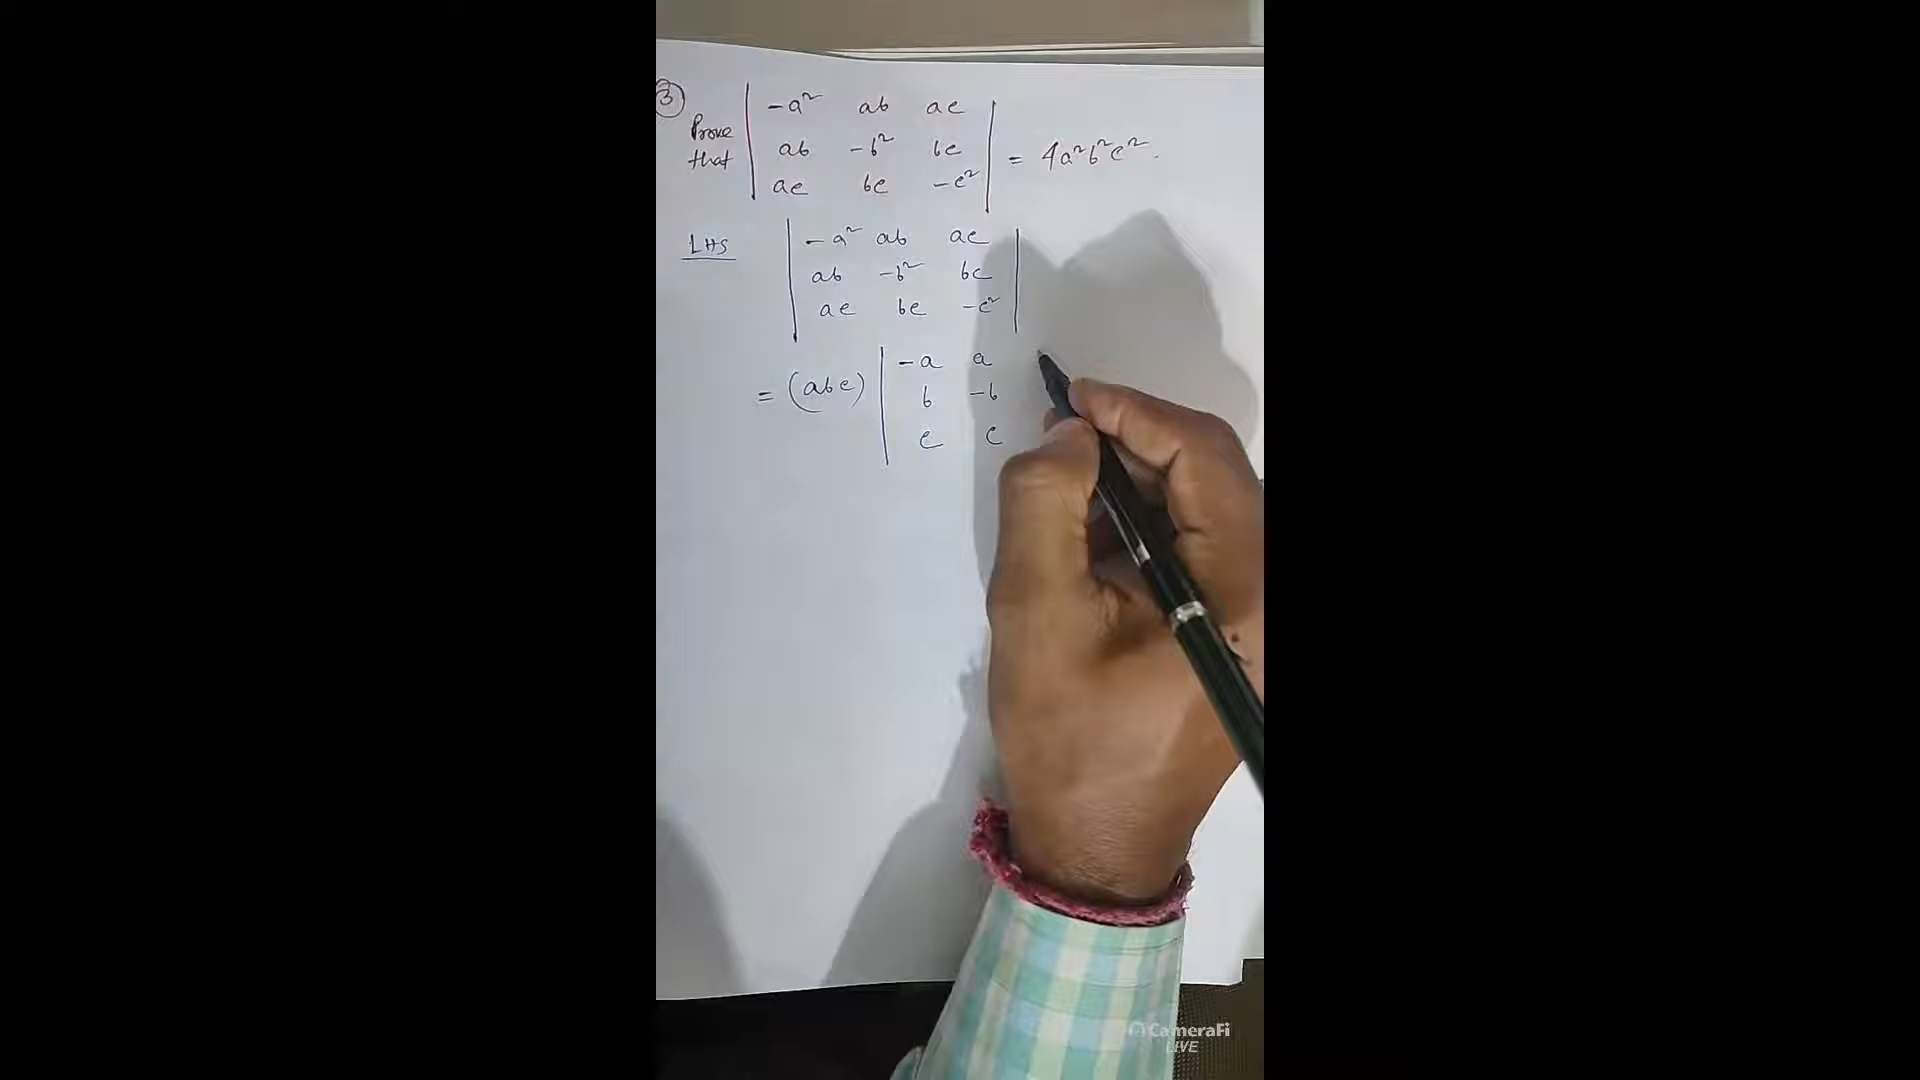 ③ Prove that | -a² ab ac |
| ab -b² bc | = 4a²b²c².
| ac bc -c² |
LHS | -a² ab ac |
| ab -b² bc |
| ac bc -c² |
= (abc) | -a a
b -b
c c
CameraFi
LIVE